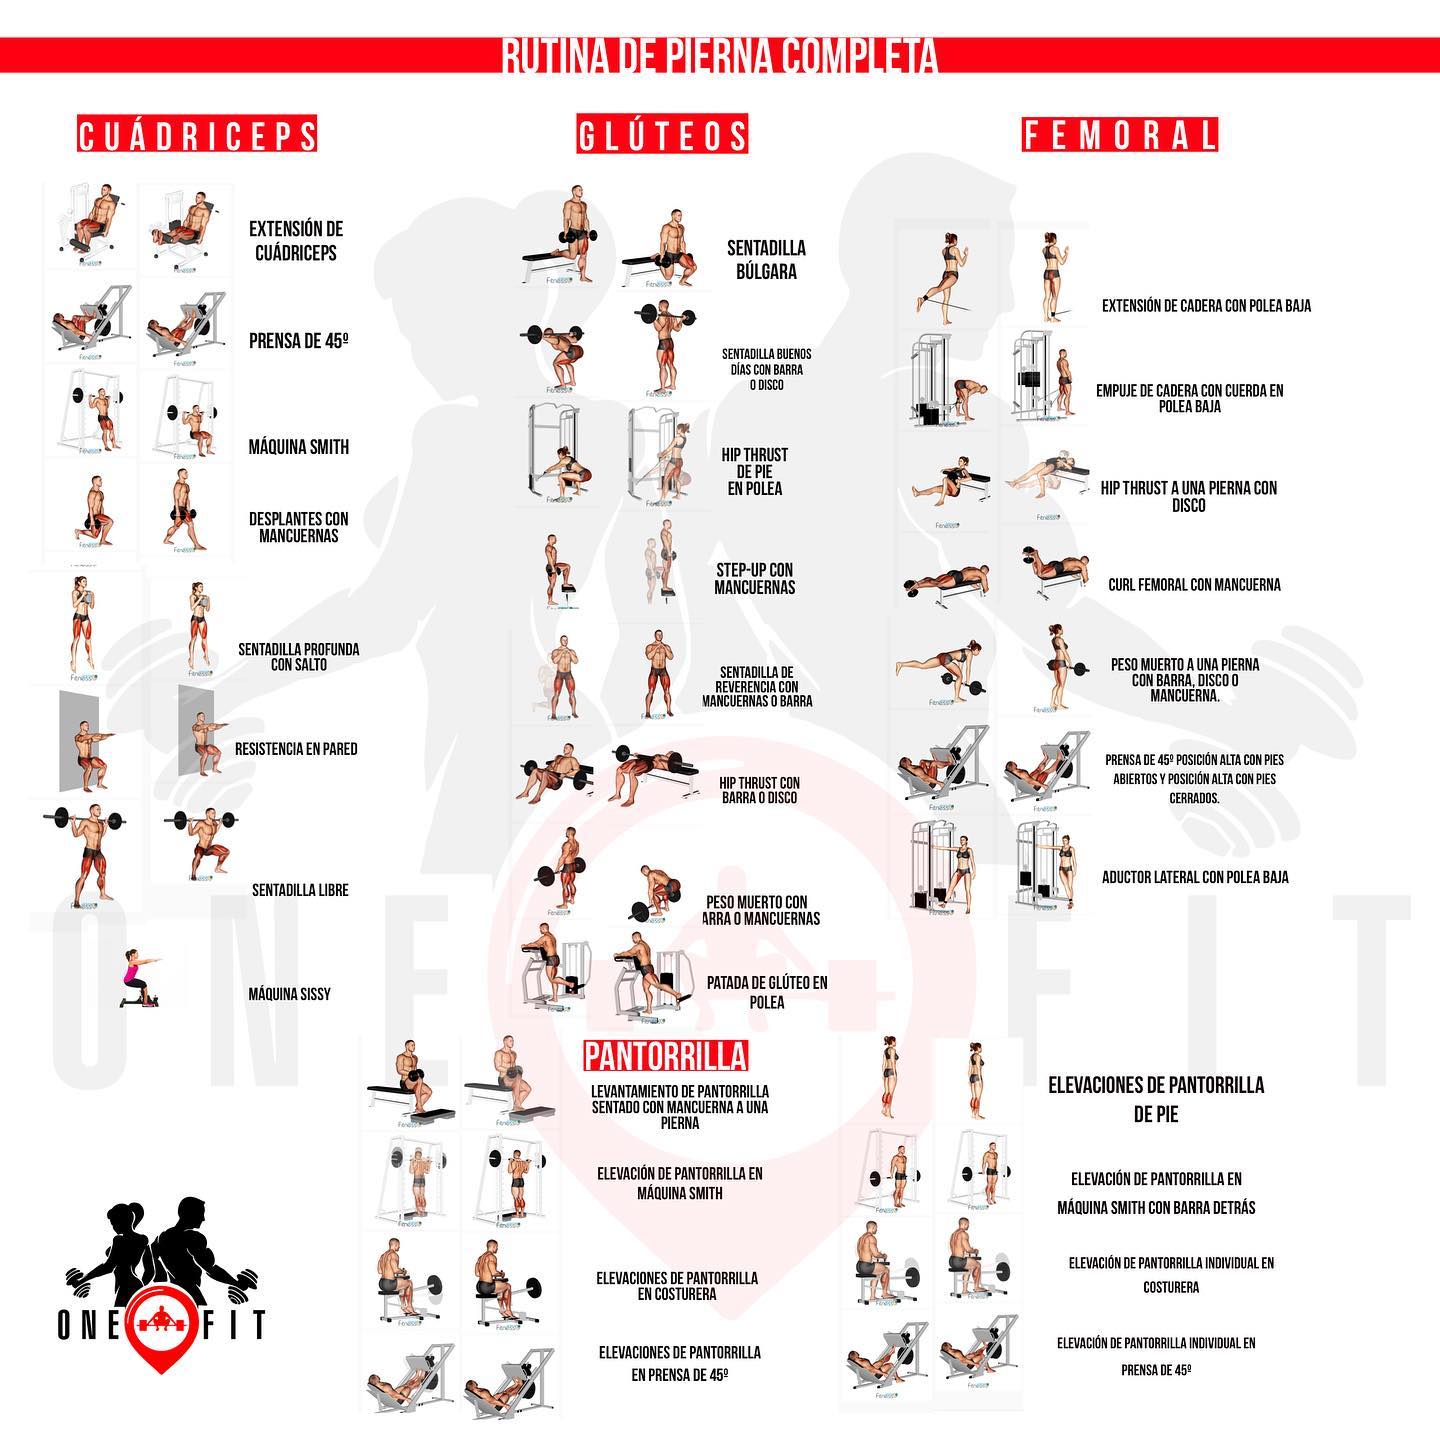 RUTINA DE PIERNA COMPLETA
CUÁDRICEPS
EXTENSIÓN DE
CUÁDRICEPS
PRENSA DE 45º
MÁQUINA SMITH
DESPLANTES CON
MANCUERNAS
SENTADILLA PROFUNDA
CON SALTO
RESISTENCIA EN PARED
SENTADILLA LIBRE
MÁQUINA SISSY
GLÚTEOS
SENTADILLA
BÚLGARA
SENTADILLA BUENOS
DÍAS CON BARRA
O DISCO
HIP THRUST
DE PIE
EN POLEA
STEP-UP CON
MANCUERNAS
SENTADILLA DE
REVERENCIA CON
MANCUERNAS O BARRA
HIP THRUST CON
BARRA O DISCO
PESO MUERTO CON
ARRA O MANCUERNAS
PATADA DE GLÚTEO EN
POLEA
FEMORAL
EXTENSIÓN DE CADERA CON POLEA BAJA
EMPUJE DE CADERA CON CUERDA EN
POLEA BAJA
HIP THRUST A UNA PIERNA CON
DISCO
CURL FEMORAL CON MANCUERNA
PESO MUERTO A UNA PIERNA
CON BARRA, DISCO O
MANCUERNA.
PRENSA DE 45º POSICIÓN ALTA CON PIES
ABIERTOS Y POSICIÓN ALTA CON PIES
CERRADOS.
ADUCTOR LATERAL CON POLEA BAJA
PANTORRILLA
LEVANTAMIENTO DE PANTORRILLA
SENTADO CON MANCUERNA A UNA
PIERNA
ELEVACIÓN DE PANTORRILLA EN
MÁQUINA SMITH
ELEVACIONES DE PANTORRILLA
EN COSTURERA
ELEVACIONES DE PANTORRILLA
EN PRENSA DE 45º
ELEVACIONES DE PANTORRILLA
DE PIE
ELEVACIÓN DE PANTORRILLA EN
MÁQUINA SMITH CON BARRA DETRÁS
ELEVACIÓN DE PANTORRILLA INDIVIDUAL EN
COSTURERA
ELEVACIÓN DE PANTORRILLA INDIVIDUAL EN
PRENSA DE 45º
ONE FIT
ONE FIT